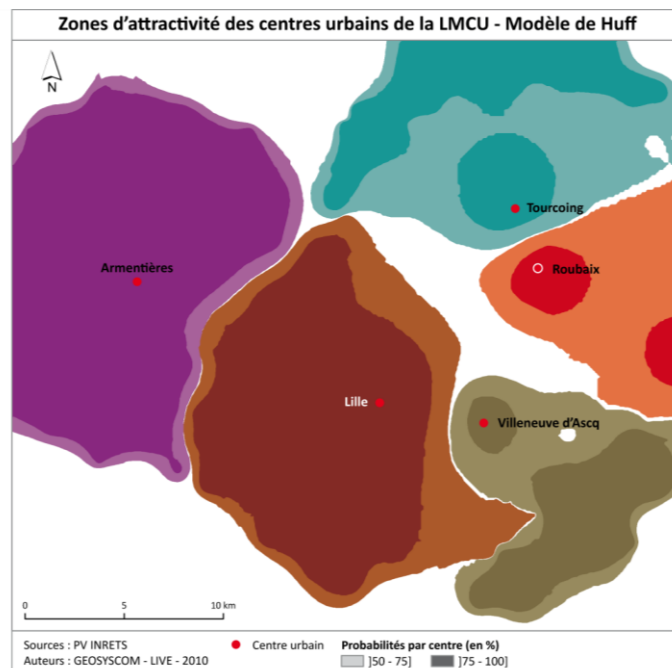 Zones d'attractivité des centres urbains de la LMCU - Modèle de Huff
N
Tourcoing
Armentières
Roubaix
Lille
Villeneuve d'Ascq
0 5 10 km
Sources : PV INRETS
Auteurs : GEOSYSCOM - LIVE - 2010
Centre urbain
Probabilités par centre (en %)
]50 - 75]
]75 - 100]